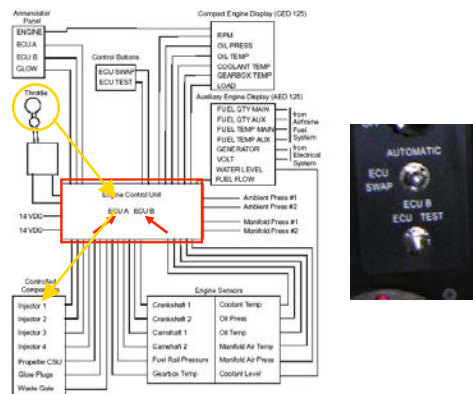 Annunciator
Panel
ENGINE
ECU A
ECU B
GLOW
Control Buttons
ECU SWAP
ECU TEST
Compact Engine Display (CED 125)
RPM
OIL PRESS
OIL TEMP
COOLANT TEMP
GEARBOX TEMP
LOAD
Auxiliary Engine Display (AED 125)
FUEL QTY MAIN
FUEL QTY AUX
FUEL TEMP MAIN
FUEL TEMP AUX
GENERATOR
VOLT
WATER LEVEL
FUEL FLOW
from
Airframe
Fuel
System
from
Electrical
System
Throttle
Engine Control Unit
ECU A ECU B
14 VDC
14 VDC
Ambient Press #1
Ambient Press #2
Manifold Press #1
Manifold Press #2
Controlled
Components
Injector 1
Injector 2
Injector 3
Injector 4
Propeller CSU
Glow Plugs
Waste Gate
Engine Sensors
Crankshaft 1
Crankshaft 2
Camshaft 1
Camshaft 2
Fuel Rail Pressure
Gearbox Temp
Coolant Temp
Oil Press
Oil Temp
Manifold Air Temp
Manifold Air Press
Coolant Level
AUTOMATIC
ECU
SWAP
ECU B
ECU TEST